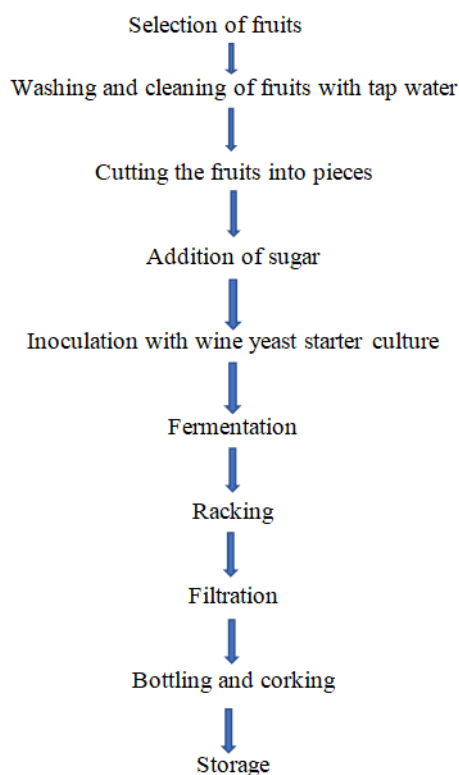 Selection of fruits
Washing and cleaning of fruits with tap water
Cutting the fruits into pieces
Addition of sugar
Inoculation with wine yeast starter culture
Fermentation
Racking
Filtration
Bottling and corking
Storage